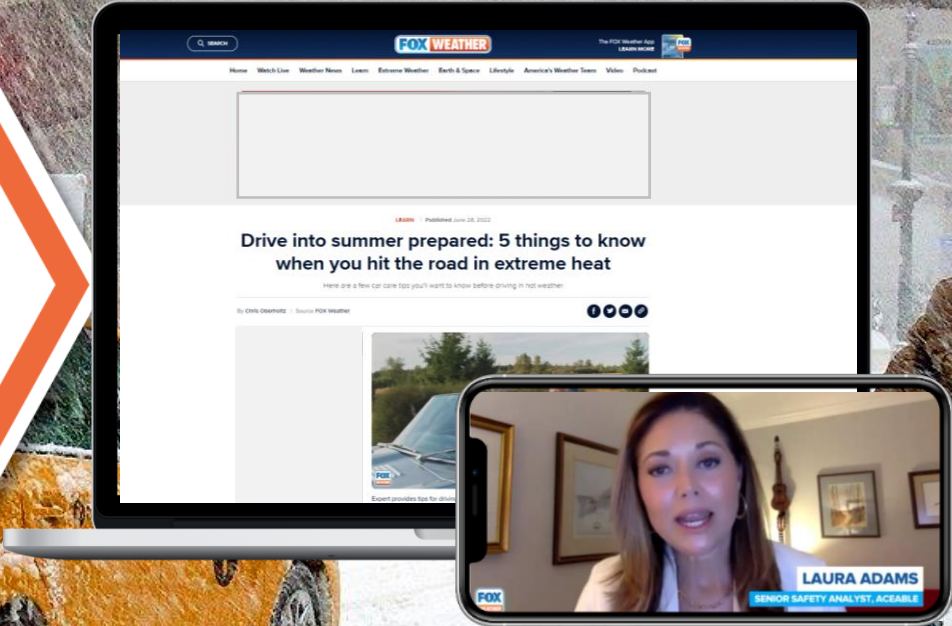 SEARCH
FOX WEATHER
The FOX Weather App
LEARN MORE
FOX
Home Watch Live Weather News Learn Extreme Weather Earth & Space Lifestyle America's Weather Team Video Podcast
LEARN | Published June 28, 2022
Drive into summer prepared: 5 things to know
when you hit the road in extreme heat
Here are a few car care tips you'll want to know before driving in hot weather.
By Chris Oberholtz | Source FOX Weather
FOX
WEATHER
Expert provides tips for driving
LAURA ADAMS
SENIOR SAFETY ANALYST, ACEABLE
FOX
WEATHER